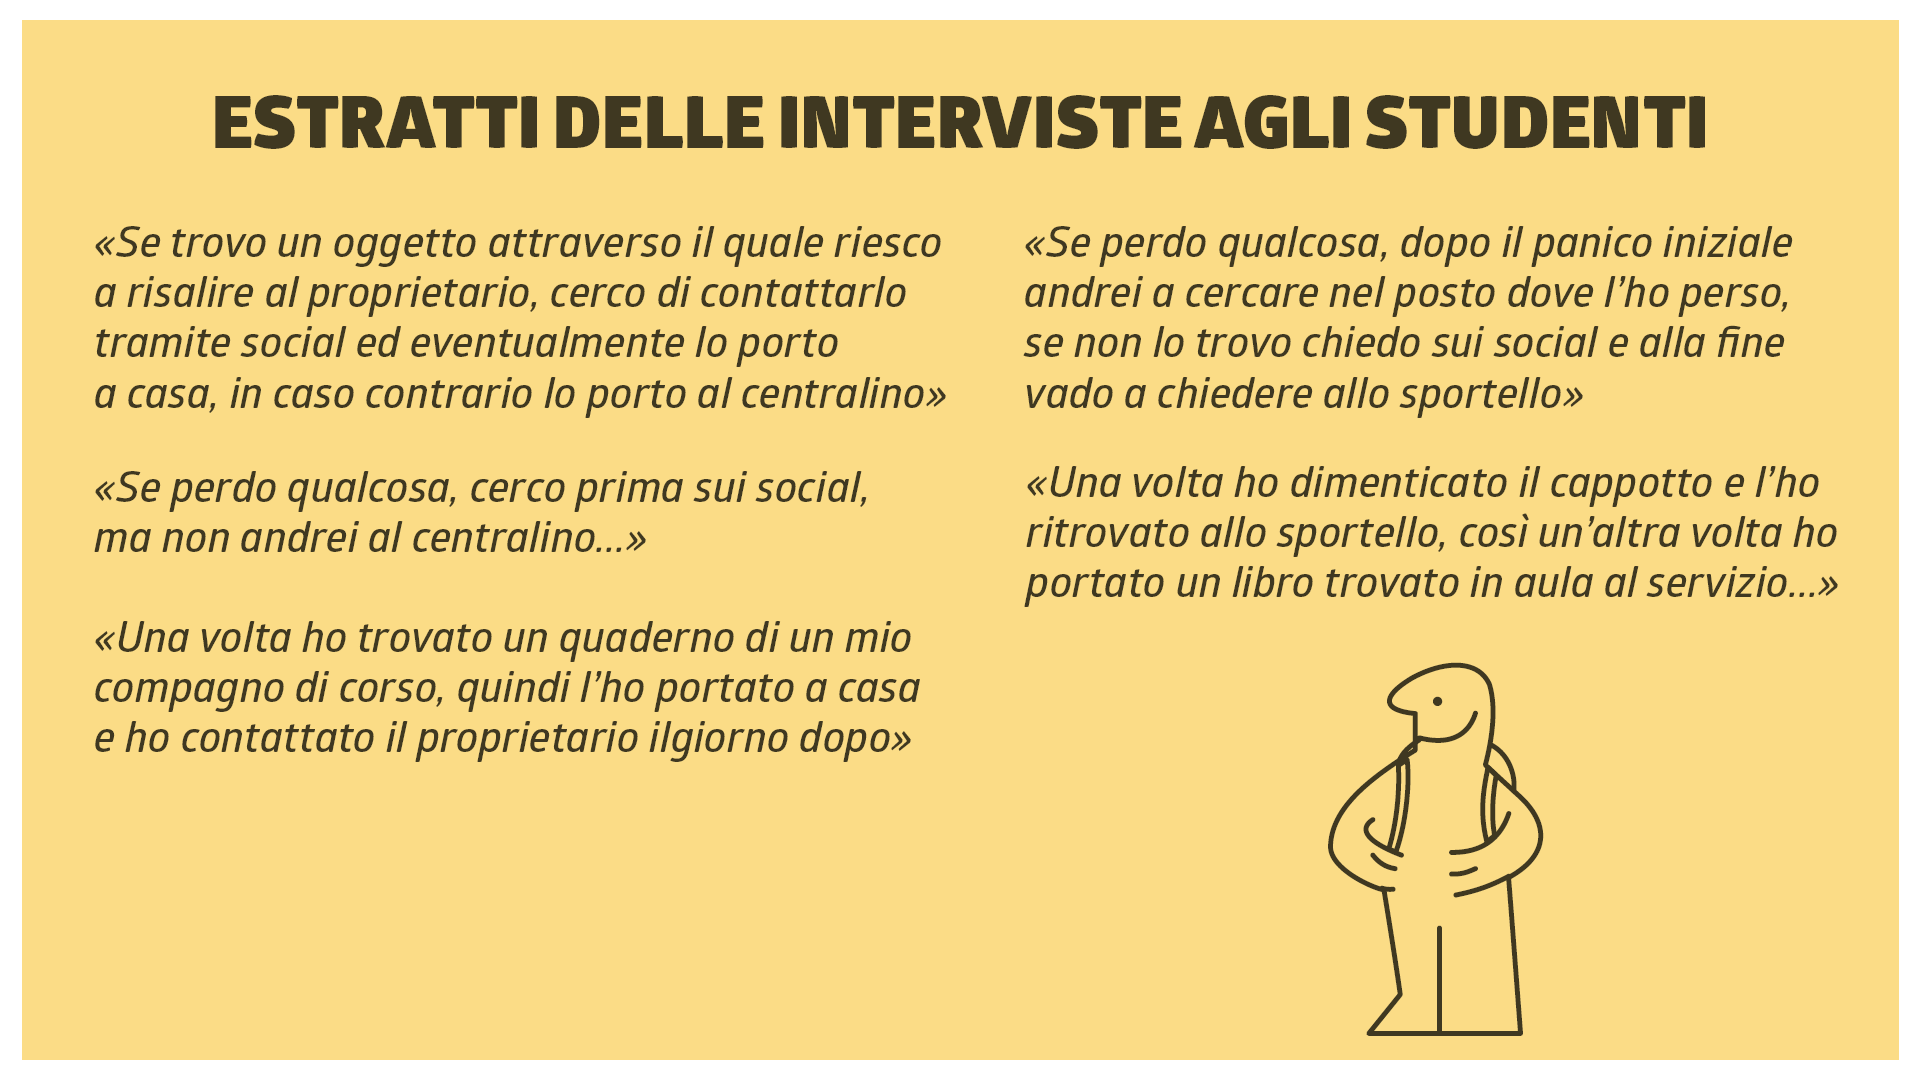 ESTRATTI DELLE INTERVISTE AGLI STUDENTI
«Se trovo un oggetto attraverso il quale riesco
a risalire al proprietario, cerco di contattarlo
tramite social ed eventualmente lo porto
a casa, in caso contrario lo porto al centralino»
«Se perdo qualcosa, cerco prima sui social,
ma non andrei al centralino...»
«Una volta ho trovato un quaderno di un mio
compagno di corso, quindi l’ho portato a casa
e ho contattato il proprietario ilgiorno dopo»
«Se perdo qualcosa, dopo il panico iniziale
andrei a cercare nel posto dove l’ho perso,
se non lo trovo chiedo sui social e alla fine
vado a chiedere allo sportello»
«Una volta ho dimenticato il cappotto e l’ho
ritrovato allo sportello, così un’altra volta ho
portato un libro trovato in aula al servizio...»